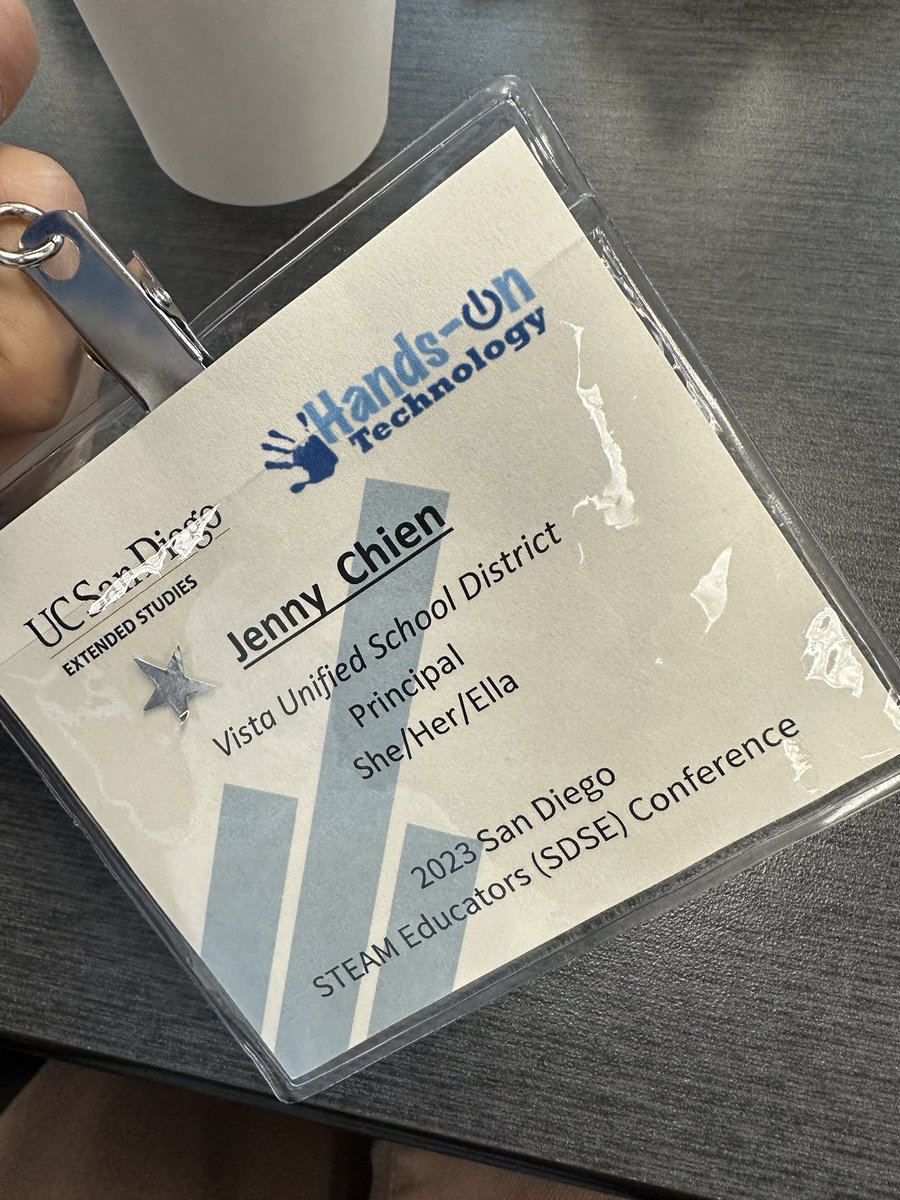 Hands-On
Technology
UC San Diego
EXTENDED STUDIES
Jenny Chien
Vista Unified School District
Principal
She/Her/Ella
2023 San Diego
STEAM Educators (SDSE) Conference